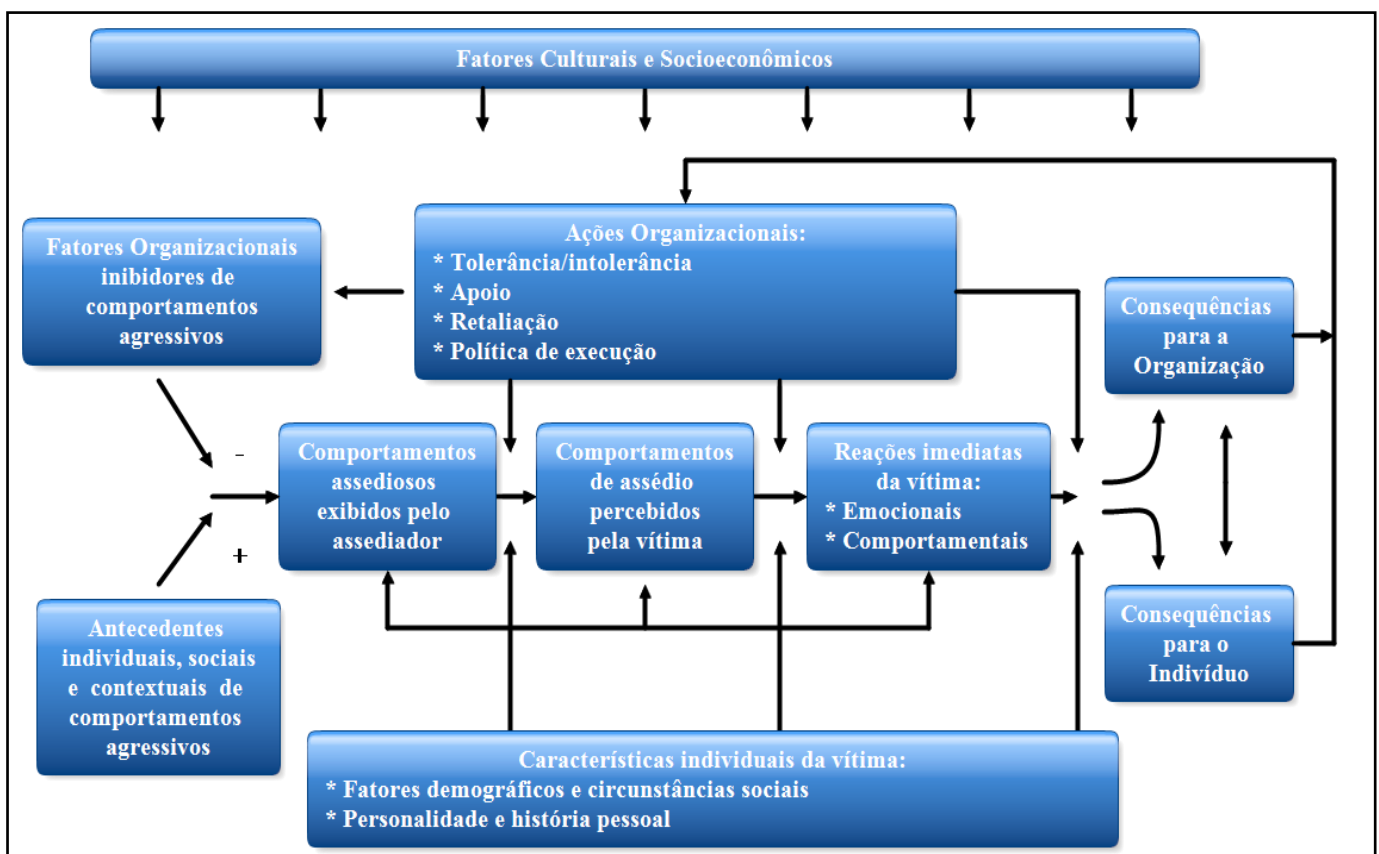 Fatores Culturais e Socioeconômicos
Fatores Organizacionais
inibidores de
comportamentos
agressivos
Ações Organizacionais:
* Tolerância/intolerância
* Apoio
* Retaliação
* Política de execução
Consequências
para a
Organização
-
+
Comportamentos
assediosos
exibidos pelo
assediador
Comportamentos
de assédio
percebidos
pela vítima
Reações imediatas
da vítima:
* Emocionais
* Comportamentais
Antecedentes
individuais, sociais
e contextuais de
comportamentos
agressivos
Consequências
para o
Indivíduo
Características individuais da vítima:
* Fatores demográficos e circunstâncias sociais
* Personalidade e história pessoal